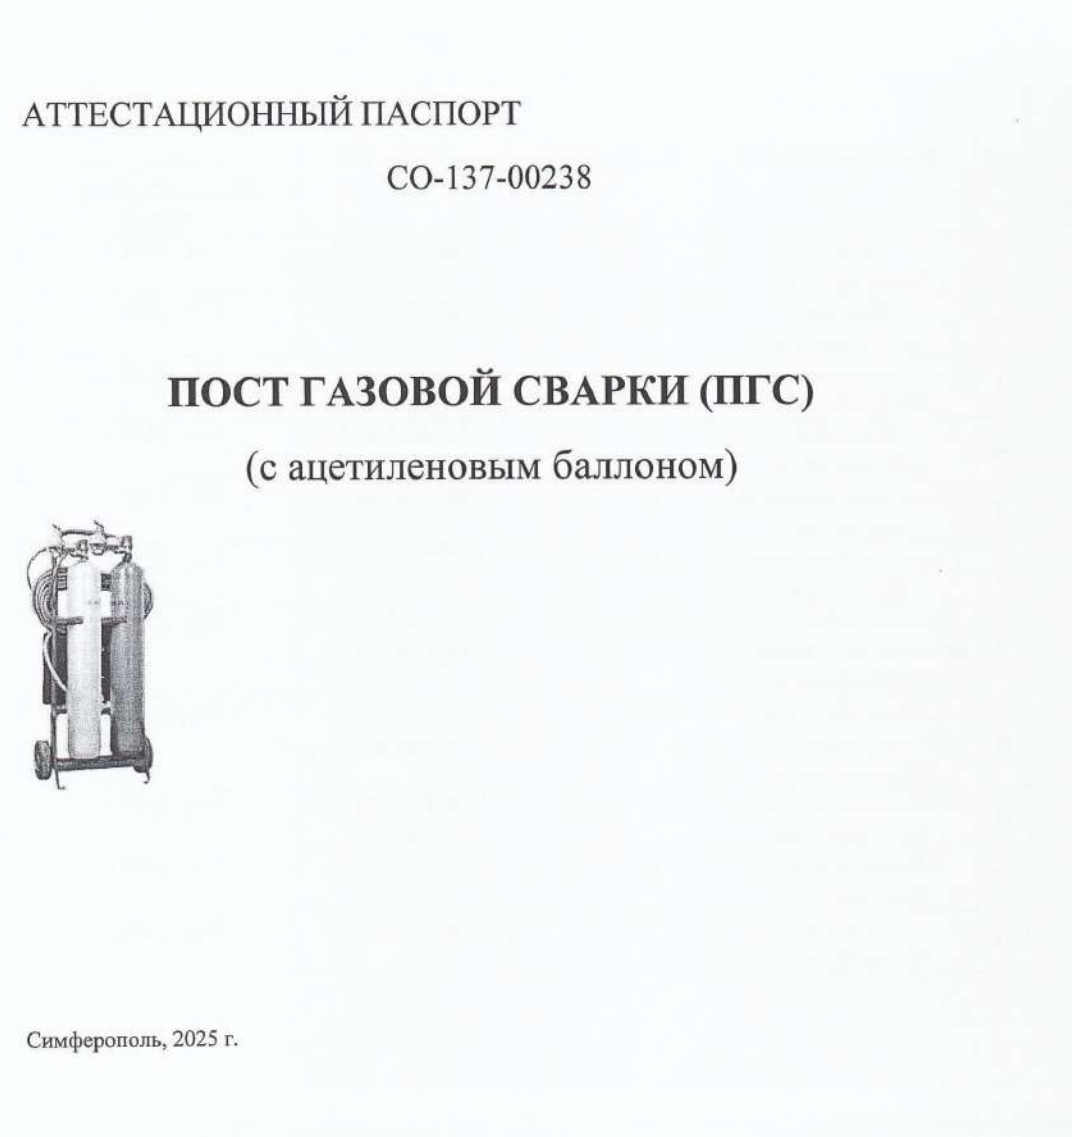 АТТЕСТАЦИОННЫЙ ПАСПОРТ
СО-137-00238
ПОСТ ГАЗОВОЙ СВАРКИ (ПГС)
(с ацетиленовым баллоном)
Симферополь, 2025 г.